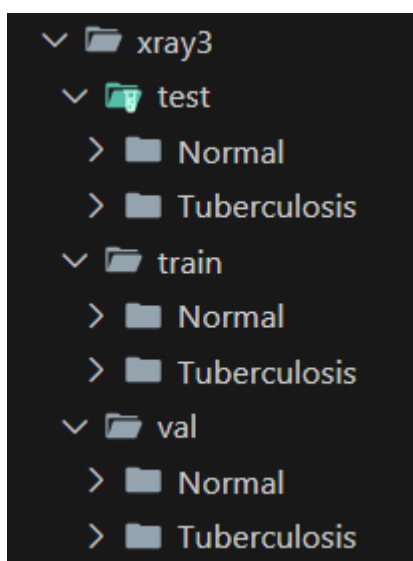 xray3
test
Normal
Tuberculosis
train
Normal
Tuberculosis
val
Normal
Tuberculosis